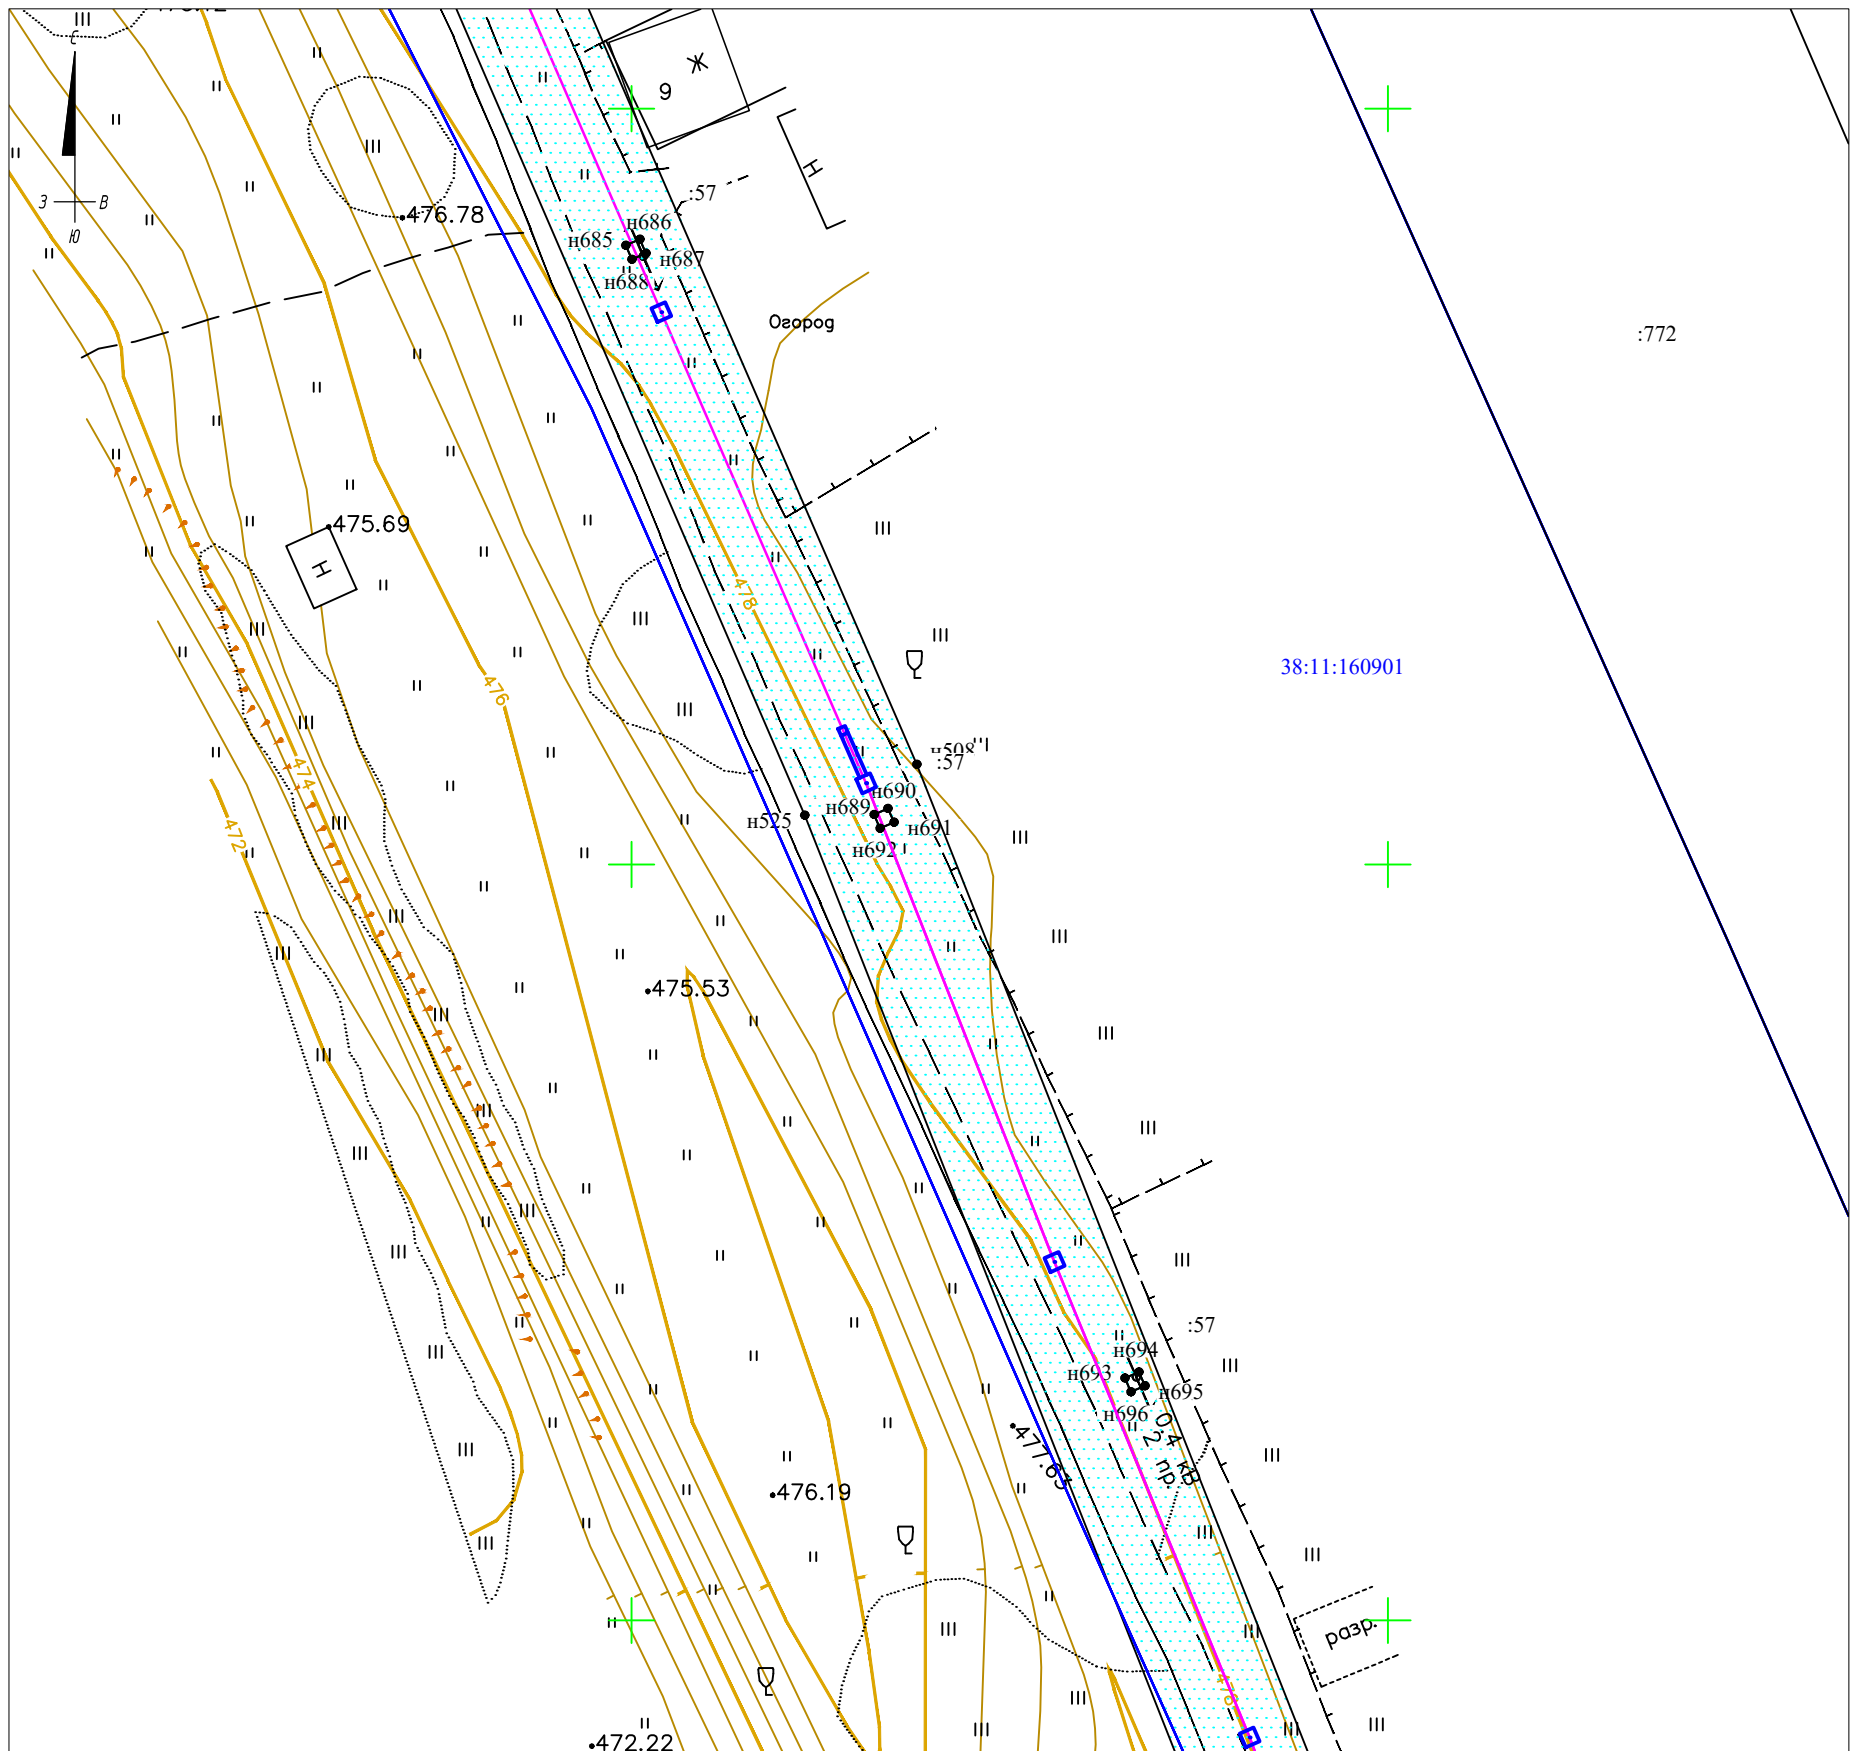 С
З
В
Ю
Ж
9
Н
:57
476.78
н686
н685
н687
н688
Огород
:772
475.69
Н
478
38:11:160901
476
474
:57
н690
н689
н691
н525
н692
472
475.53
:57
н694
н693
н695
н696
0.4 кВ
2 пр.
477.63
476.19
разр.
472.22